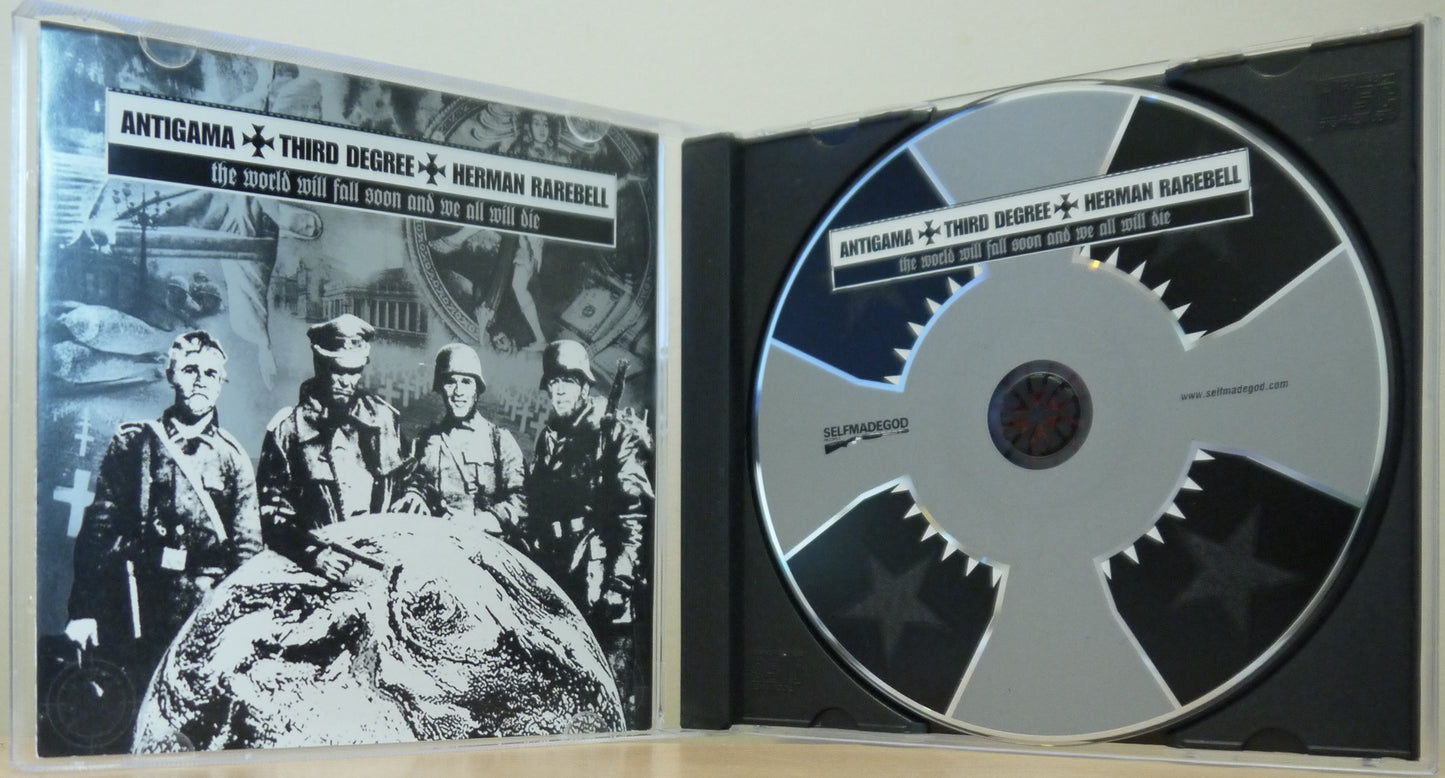 ANTIGAMA THIRD DEGREE HERMAN RAREBELL
the world will fall soon and we all will die
ANTIGAMA THIRD DEGREE HERMAN RAREBELL
the world will fall soon and we all will die
www.selfmadegod.com
SELFMADEGOD